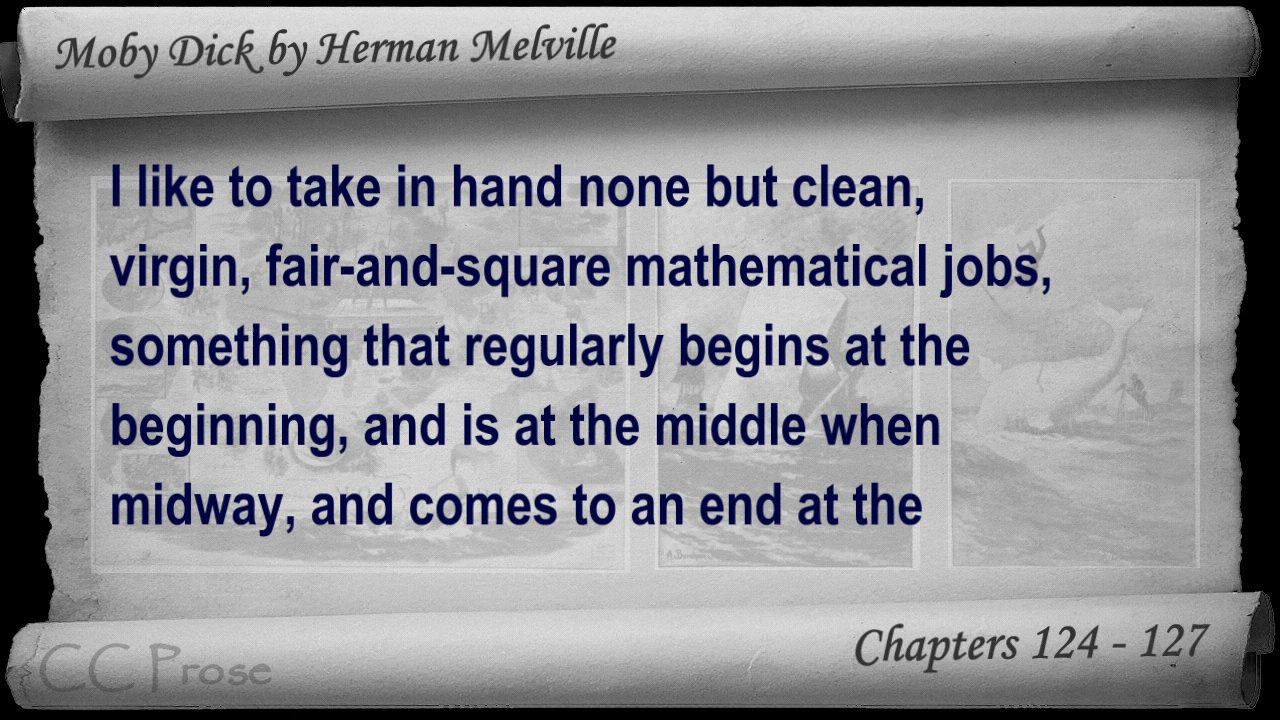 Moby Dick by Herman Melville
I like to take in hand none but clean,
virgin, fair-and-square mathematical jobs,
something that regularly begins at the
beginning, and is at the middle when
midway, and comes to an end at the
Chapters 124 - 127
CC Prose